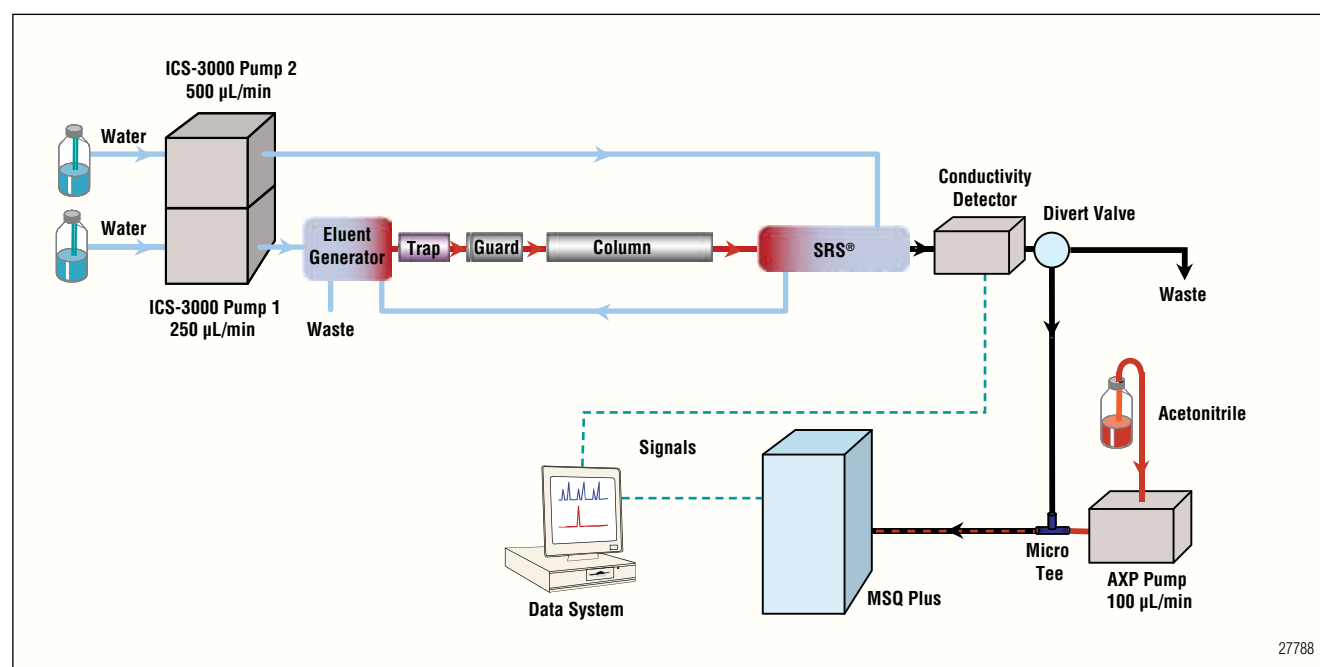 ICS-3000 Pump 2
500 µL/min
Water
Water
ICS-3000 Pump 1
250 µL/min
Eluent
Generator
Waste
Trap
Guard
Column
SRS®
Conductivity
Detector
Divert Valve
Waste
Acetonitrile
Signals
Data System
MSQ Plus
Micro
Tee
AXP Pump
100 µL/min
27788